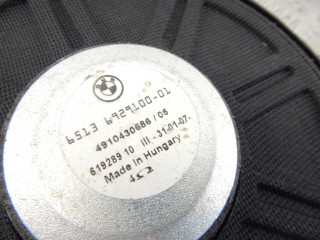 6513 6929100-01
4910430686 / 05
619289 10 III - 31-01-07-
Made in Hungary